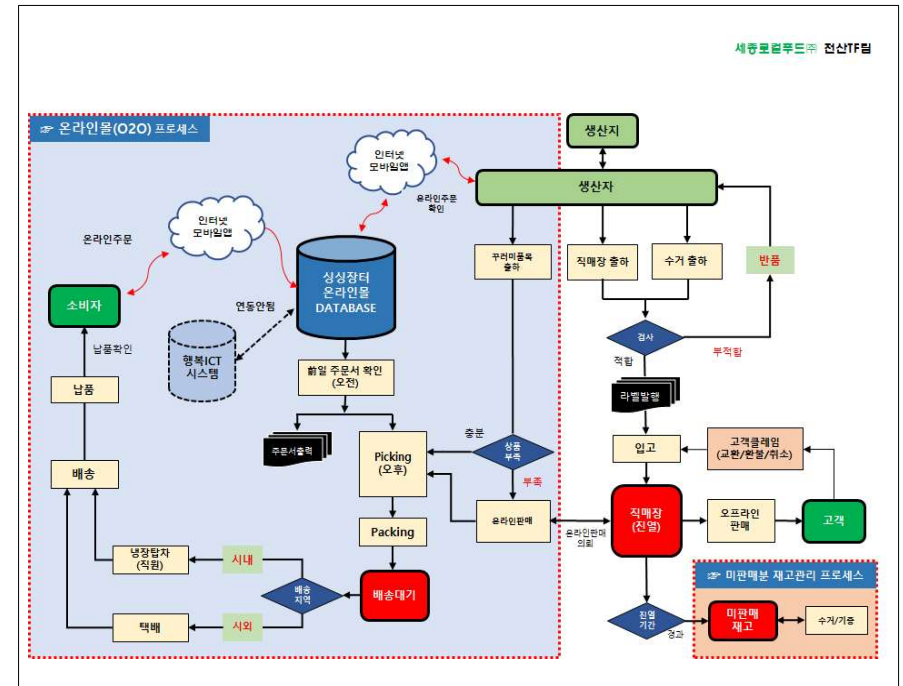 세종로컬푸드㈜ 전산TF팀
☞ 온라인몰(O2O) 프로세스
생산지
인터넷
모바일앱
생산자
온라인주문
확인
인터넷
모바일앱
온라인주문
꾸러미품목
출하
직매장 출하
수거 출하
반품
싱싱장터
온라인몰
DATABASE
소비자
연동안됨
행복ICT
시스템
검사
부적합
적합
납품확인
前일 주문서 확인
(오전)
납품
라벨발행
주문서출력
Picking
(오후)
충분
상품
부족
부족
입고
고객클레임
(교환/환불/취소)
배송
온라인판매
온라인판매
의뢰
직매장
(진열)
오프라인
판매
고객
Packing
냉장탑차
(직원)
시내
배송
지역
배송대기
☞ 미판매분 재고관리 프로세스
택배
시외
진열
기간
경과
미판매
재고
수거/기증